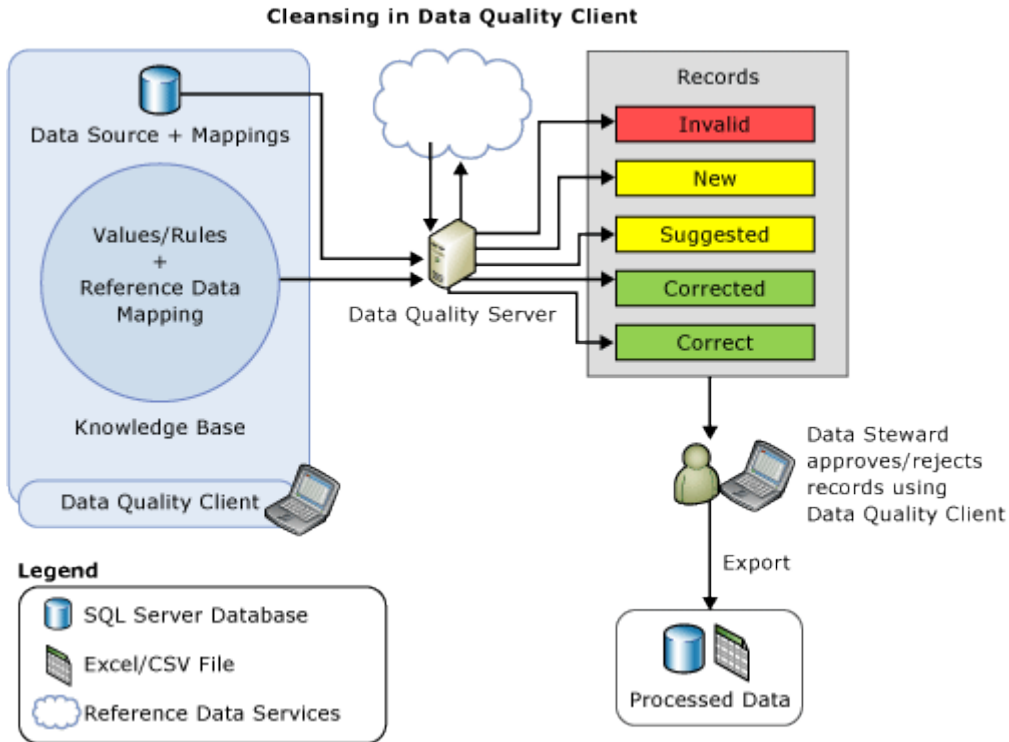 Cleansing in Data Quality Client
Data Source + Mappings
Values/Rules
+
Reference Data
Mapping
Knowledge Base
Data Quality Client
Data Quality Server
Records
Invalid
New
Suggested
Corrected
Correct
Data Steward
approves/rejects
records using
Data Quality Client
Export
Processed Data
Legend
SQL Server Database
Excel/CSV File
Reference Data Services